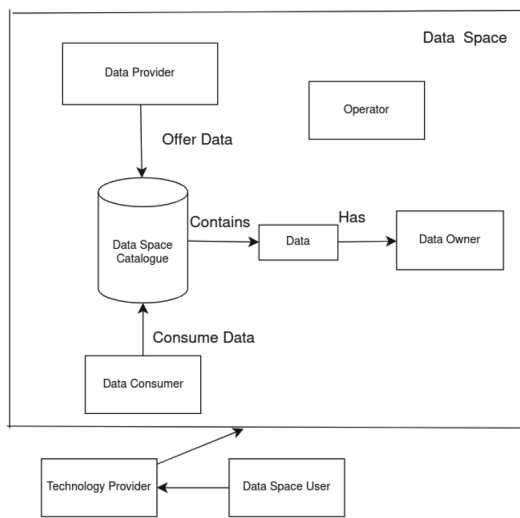 Data Space
Data Provider
Operator
Offer Data
Contains
Has
Data Space
Catalogue
Data
Data Owner
Consume Data
Data Consumer
Technology Provider
Data Space User